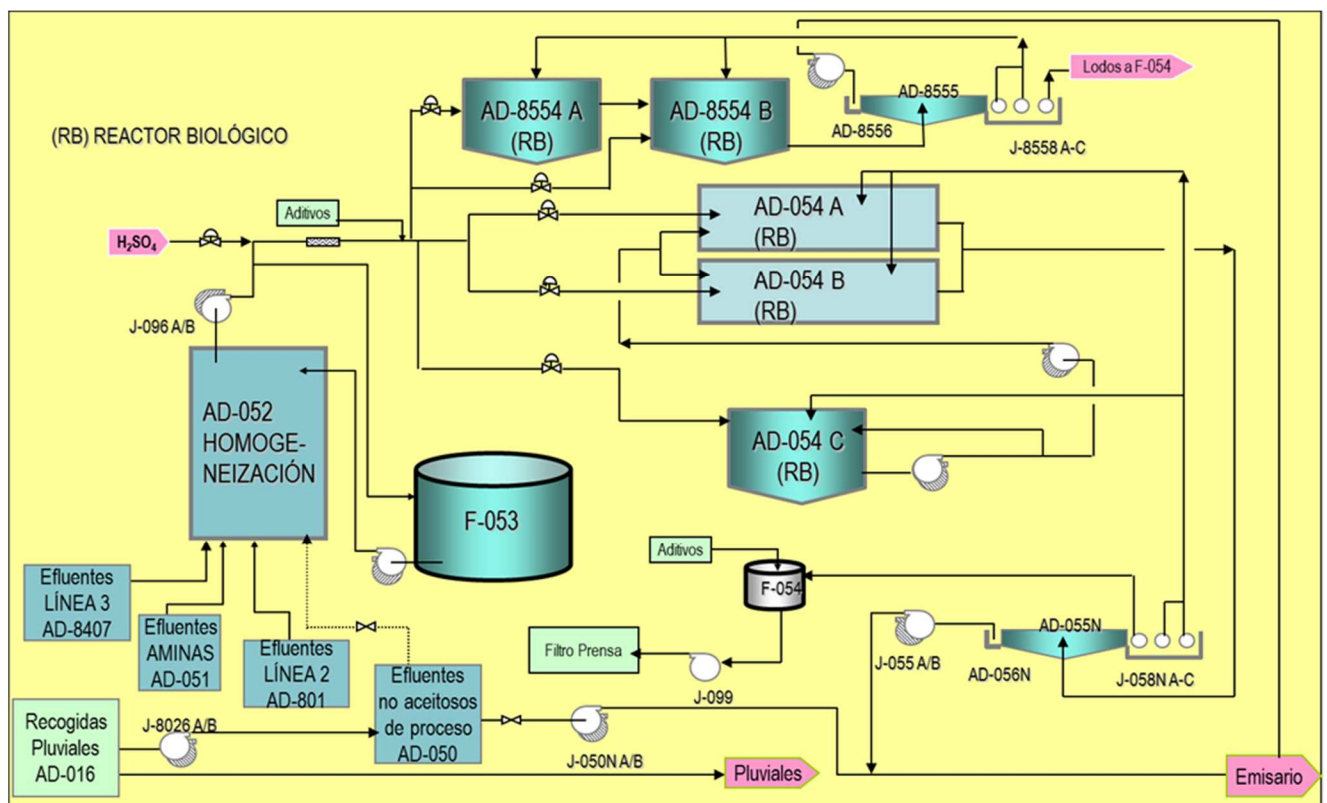 Lodos a F-054
AD-8554 A
(RB)
AD-8554 B
(RB)
AD-8555
AD-8556
J-8558 A-C
(RB) REACTOR BIOLÓGICO
Aditivos
H₂SO₄
AD-054 A
(RB)
AD-054 B
(RB)
J-096 A/B
AD-052
HOMOGE-
NEIZACIÓN
F-053
AD-054 C
(RB)
Aditivos
F-054
Efluentes
LÍNEA 3
AD-8407
Efluentes
AMINAS
AD-051
Efluentes
LÍNEA 2
AD-801
Efluentes
no aceitosos
de proceso
AD-050
Filtro Prensa
J-099
J-055 A/B
AD-055N
AD-056N
J-058N A-C
Recogidas
Pluviales
AD-016
J-8026 A/B
J-050N A/B
Pluviales
Emisario